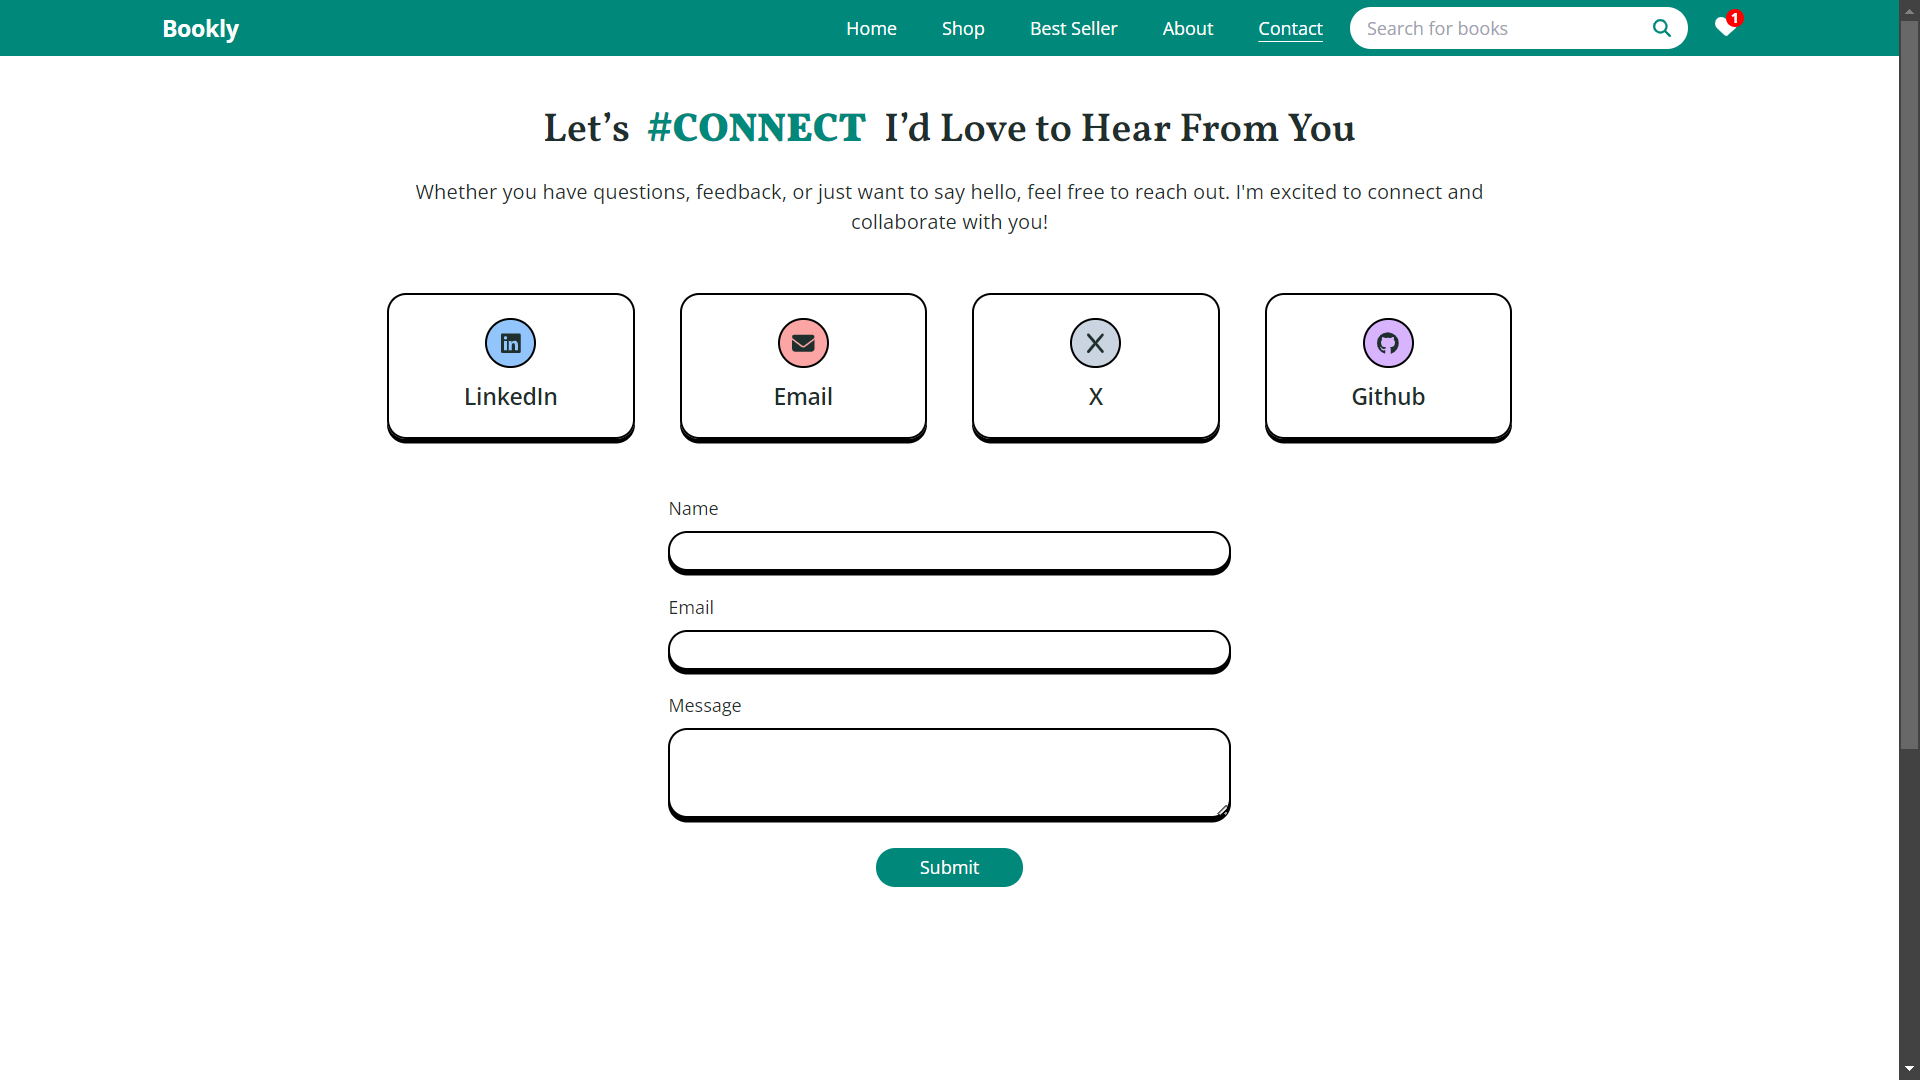 Bookly Home Shop Best Seller About Contact Search for books 1
Let’s #CONNECT I’d Love to Hear From You
Whether you have questions, feedback, or just want to say hello, feel free to reach out. I'm excited to connect and
collaborate with you!
LinkedIn Email X Github
Name
Email
Message
Submit